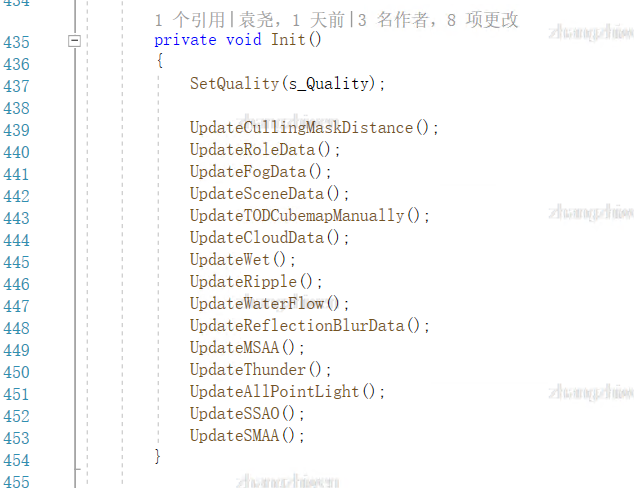 434
1 个引用|袁尧，1 天前|3 名作者，8 项更改
435 private void Init()
436 {
437 SetQuality(s_Quality);
438
439 UpdateCullingMaskDistance();
440 UpdateRoleData();
441 UpdateFogData();
442 UpdateSceneData();
443 UpdateTODCubemapManually();
444 UpdateCloudData();
445 UpdateWet();
446 UpdateRipple();
447 UpdateWaterFlow();
448 UpdateReflectionBlurData();
449 UpdateMSAA();
450 UpdateThunder();
451 UpdateAllPointLight();
452 UpdateSSAO();
453 UpdateSMAA();
454 }
455